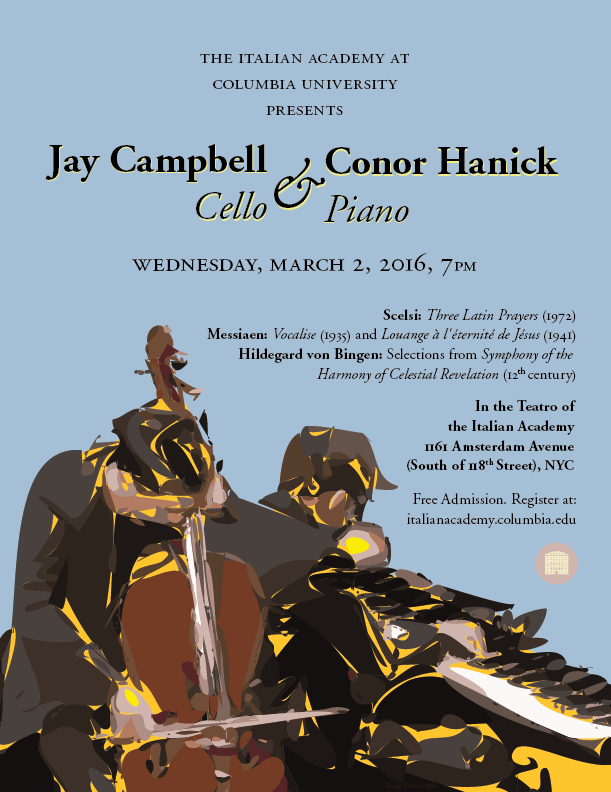 THE ITALIAN ACADEMY AT
COLUMBIA UNIVERSITY
PRESENTS
Jay Campbell & Conor Hanick
Cello Piano
WEDNESDAY, MARCH 2, 2016, 7PM
Scelsi: Three Latin Prayers (1972)
Messiaen: Vocalise (1935) and Louange à l'éternité de Jésus (1941)
Hildegard von Bingen: Selections from Symphony of the
Harmony of Celestial Revelation (12th century)
In the Teatro of
the Italian Academy
1161 Amsterdam Avenue
(South of 118th Street), NYC
Free Admission. Register at:
italianacademy.columbia.edu